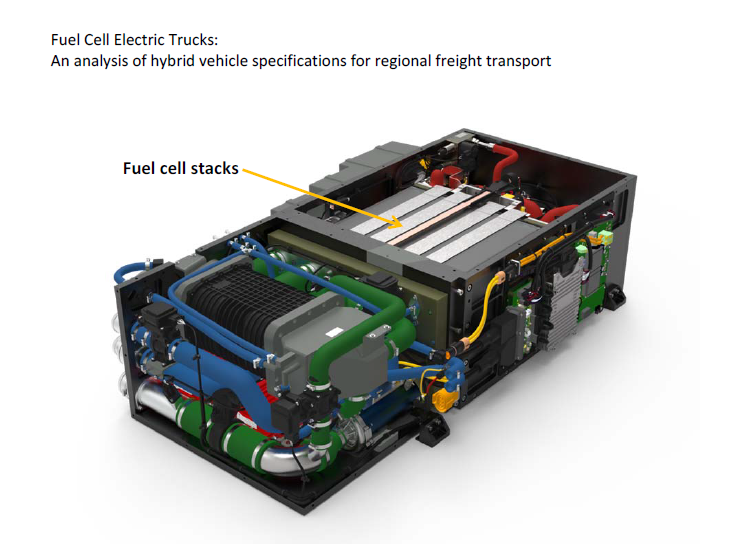 Fuel Cell Electric Trucks:
An analysis of hybrid vehicle specifications for regional freight transport
Fuel cell stacks